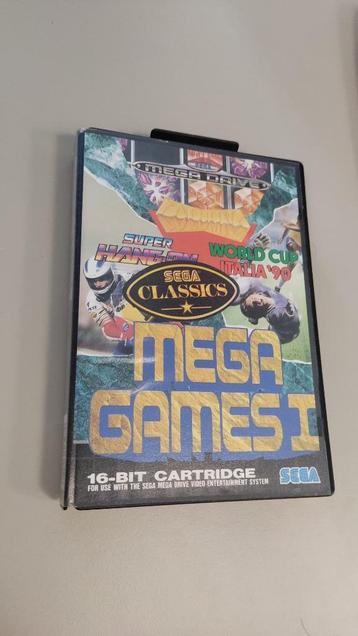 MEGA DRIVE
COLUMNS
SUPER
HANG-ON
WORLD CUP
ITALIA '90
SEGA
CLASSICS
MEGA
GAMES I
16-BIT CARTRIDGE
FOR USE WITH THE SEGA MEGA DRIVE VIDEO ENTERTAINMENT SYSTEM
SEGA